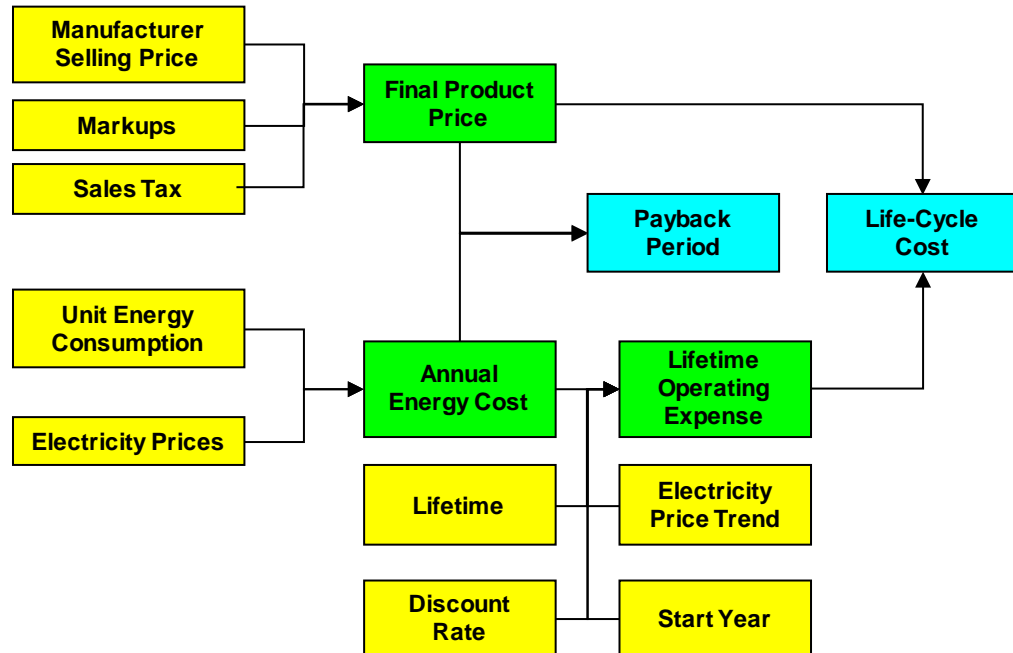 Manufacturer
Selling Price
Markups
Sales Tax
Final Product
Price
Payback
Period
Life-Cycle
Cost
Unit Energy
Consumption
Electricity Prices
Annual
Energy Cost
Lifetime
Operating
Expense
Lifetime
Electricity
Price Trend
Discount
Rate
Start Year